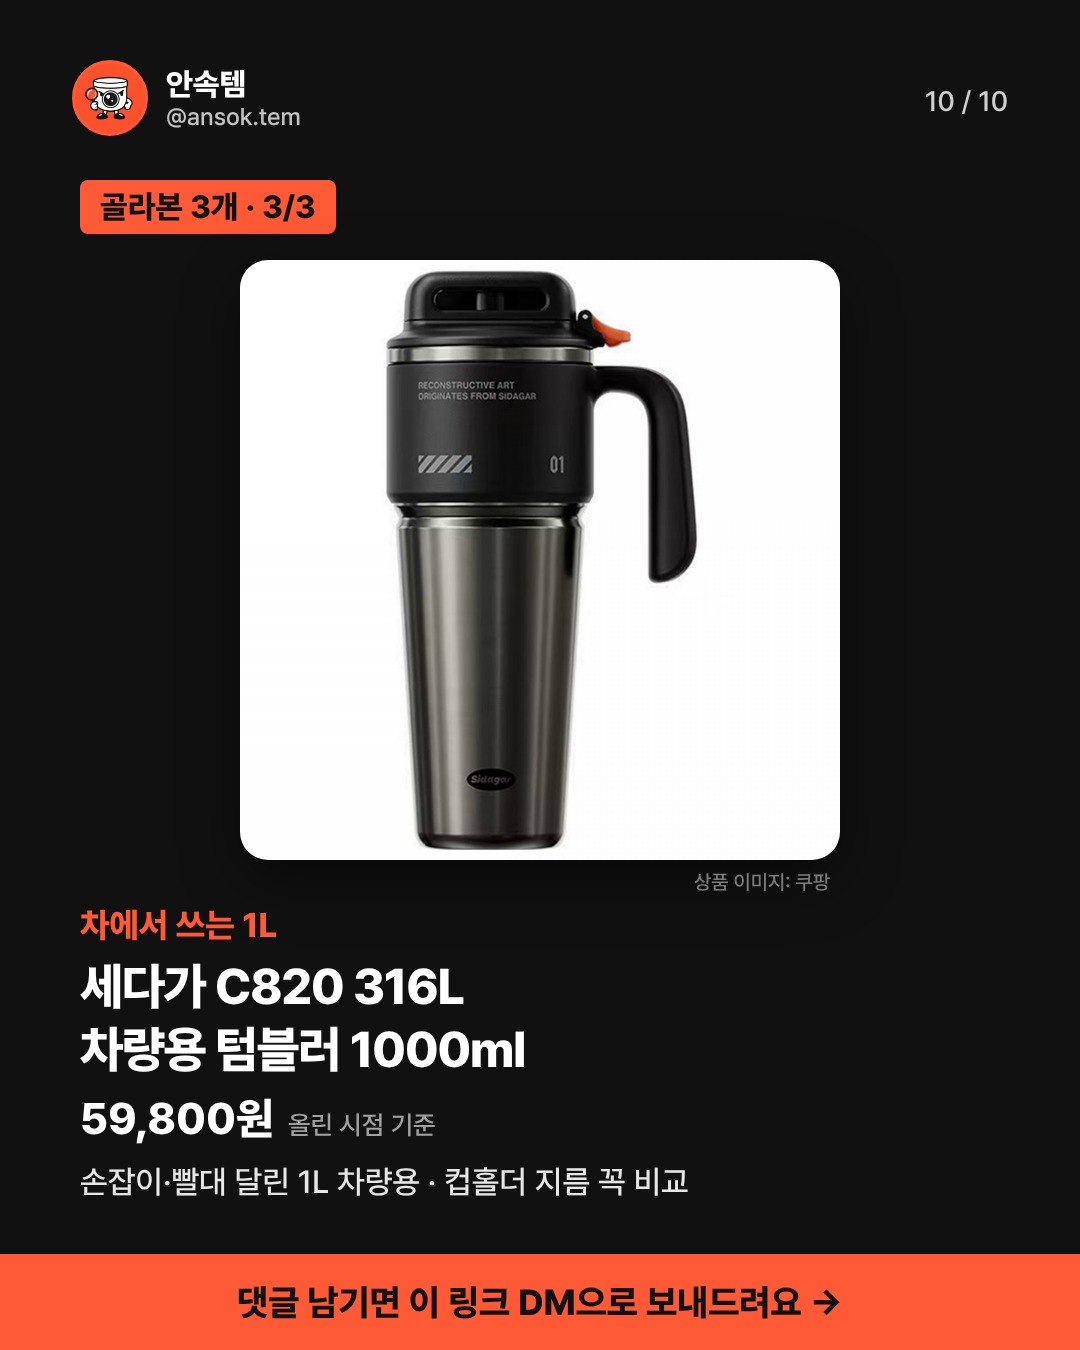 안속템
@ansok.tem
10 / 10
골라본 3개 · 3/3
RECONSTRUCTIVE ART
ORIGINATES FROM SIDAGAR
01
Sidagar
상품 이미지: 쿠팡
차에서 쓰는 1L
세다가 C820 316L
차량용 텀블러 1000ml
59,800원 올린 시점 기준
손잡이·빨대 달린 1L 차량용 · 컵홀더 지름 꼭 비교
댓글 남기면 이 링크 DM으로 보내드려요 →